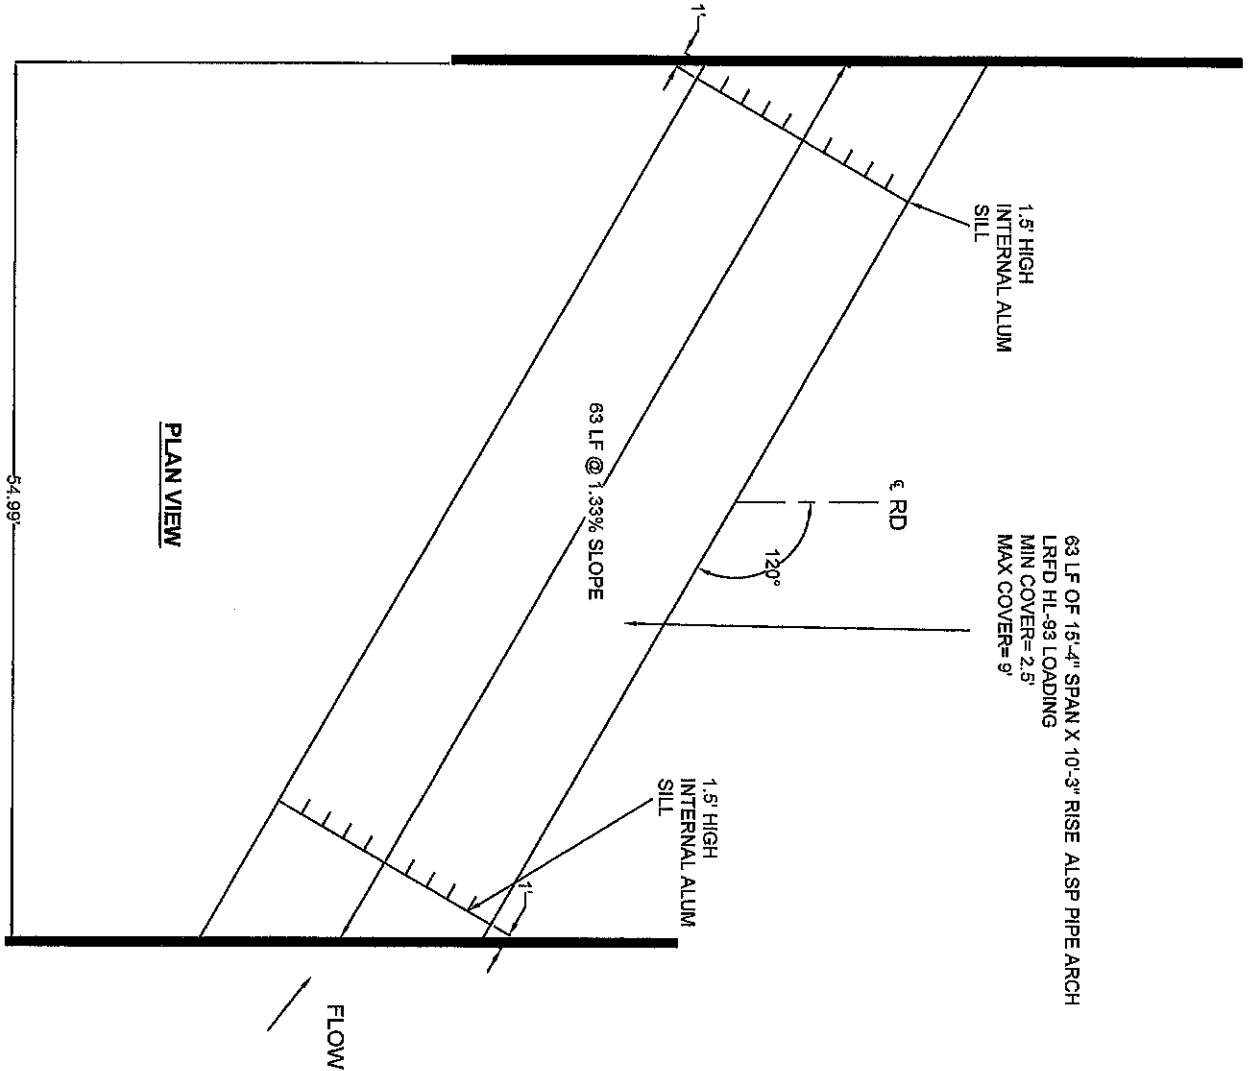 63 LF OF 15'-4" SPAN X 10'-3" RISE ALSP PIPE ARCH
LRFD HL-93 LOADING
MIN COVER= 2.5'
MAX COVER= 9'
1.5' HIGH
INTERNAL ALUM
SILL
℄ RD
120°
1'
63 LF @ 1.33% SLOPE
1.5' HIGH
INTERNAL ALUM
SILL
1'
FLOW
PLAN VIEW
54.99'